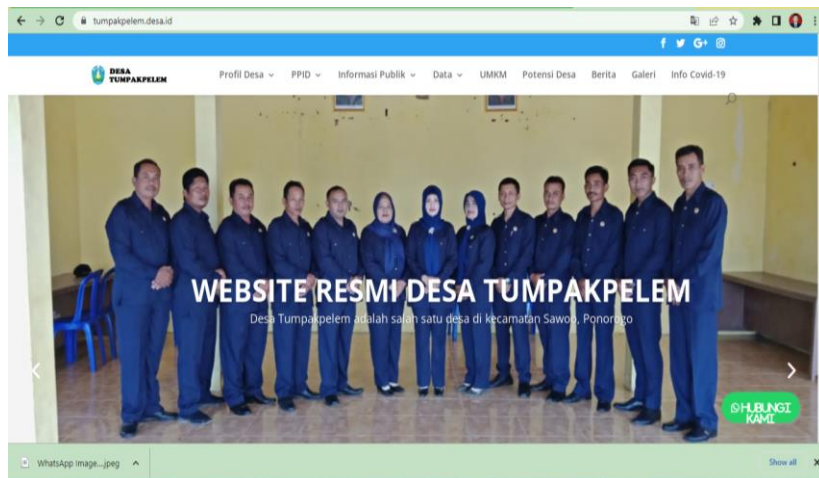 tumpakpelem.desa.id
f G+
DESA
TUMPAKPELEM
Profil Desa PPID Informasi Publik Data UMKM Potensi Desa Berita Galeri Info Covid-19
WEBSITE RESMI DESA TUMPAKPELEM
Desa Tumpakpelem adalah salah satu desa di kecamatan Sawoo, Ponorogo
HUBUNGI
KAMI
WhatsApp Image...jpeg
Show all